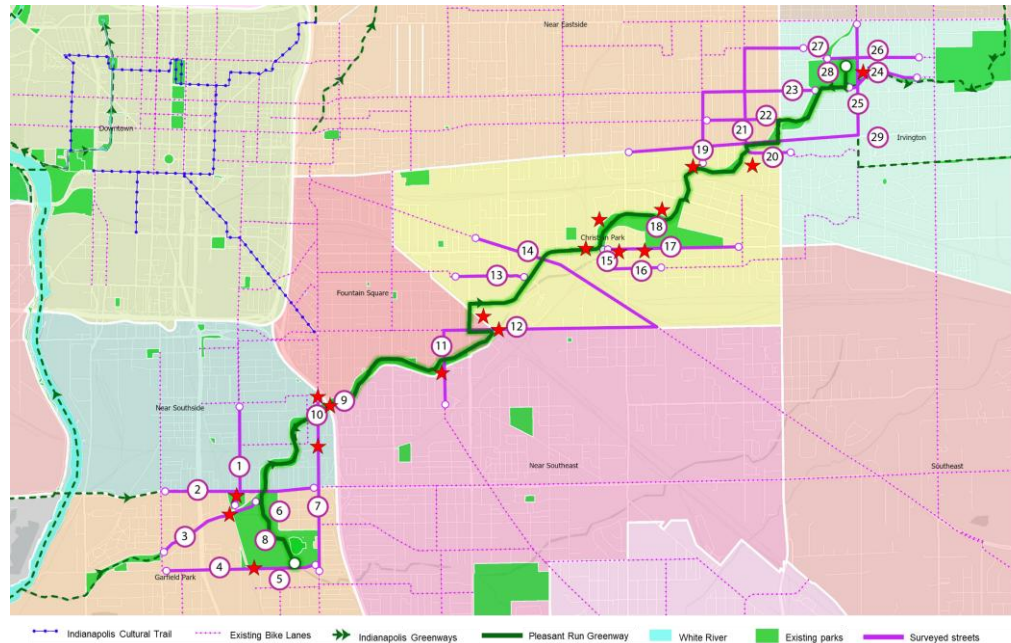 Near Eastside
27
26
28
24
23
25
22
Downtown
21
29
Irvington
19
20
18
Christian Park
17
14
15
16
13
Fountain Square
12
11
9
10
Near Southside
1
Near Southeast
Southeast
2
7
6
3
8
4
5
Garfield Park
Indianapolis Cultural Trail Existing Bike Lanes Indianapolis Greenways Pleasant Run Greenway White River Existing parks Surveyed streets